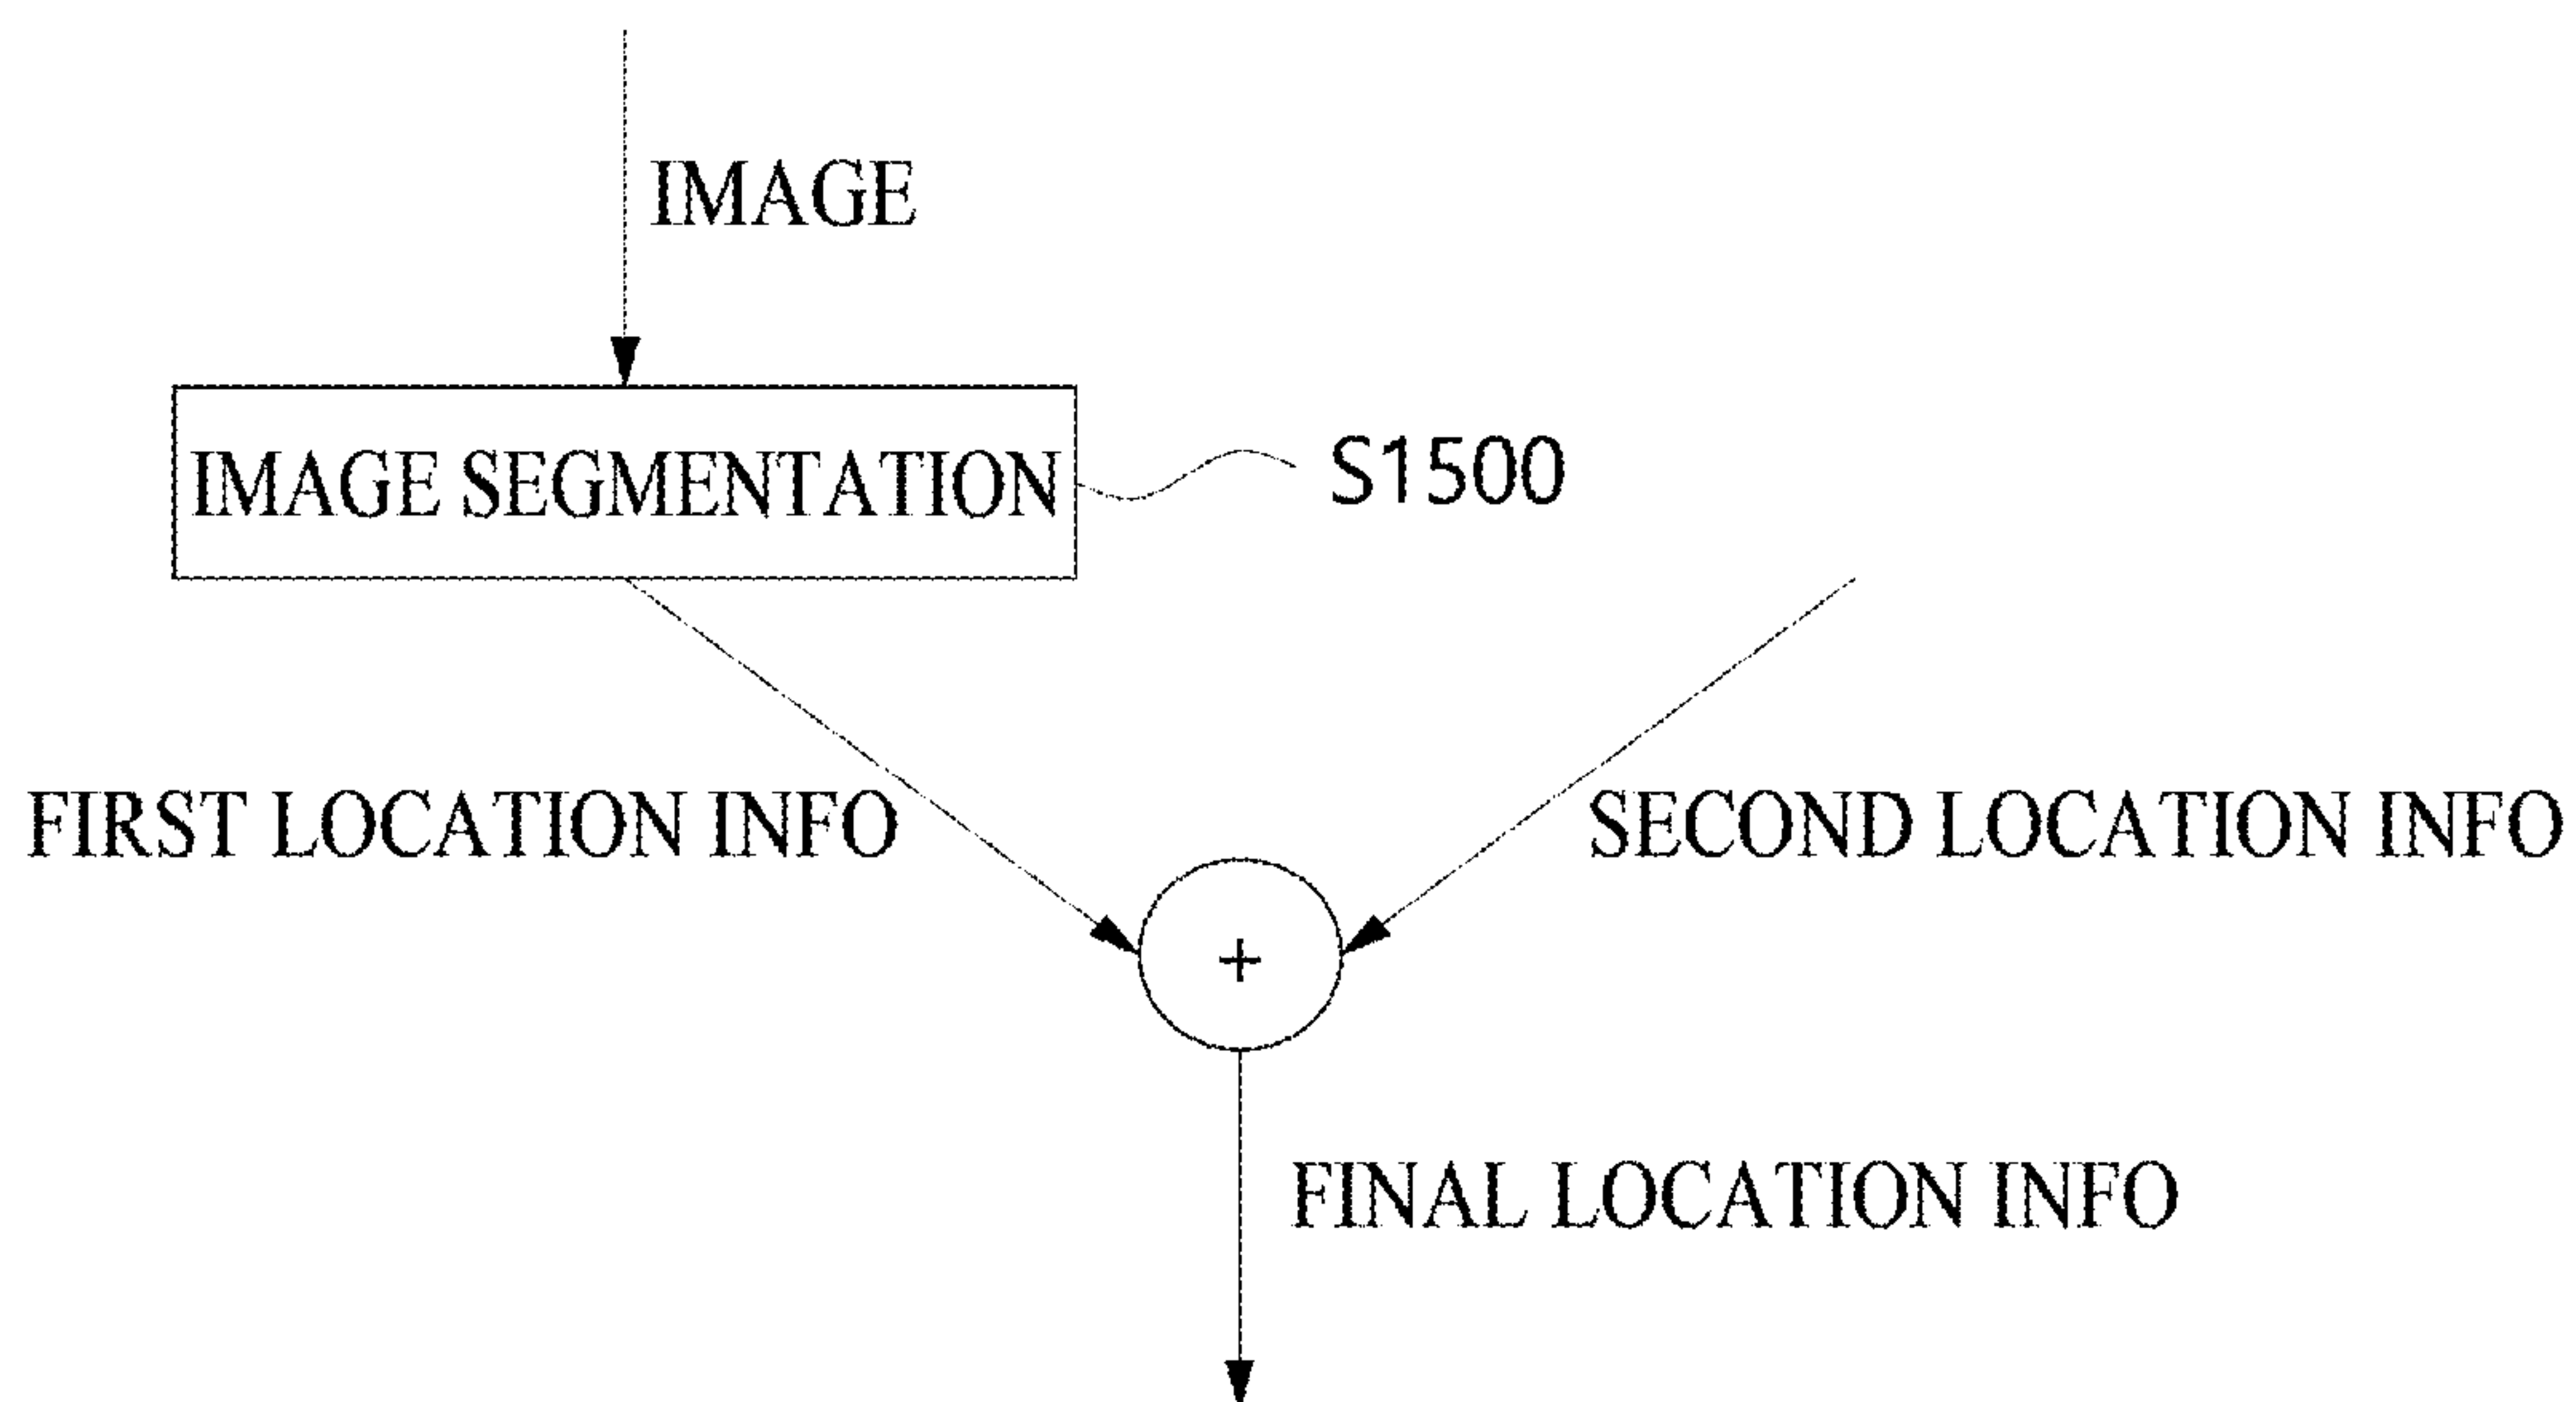 IMAGE
IMAGE SEGMENTATION
S1500
FIRST LOCATION INFO
SECOND LOCATION INFO
+
FINAL LOCATION INFO